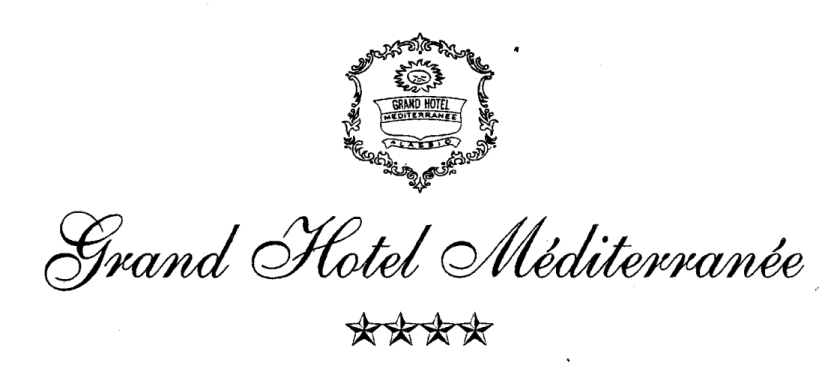 GRAND HOTEL
MEDITERRANÉE
ALASSIO
Grand Hotel Méditerranée